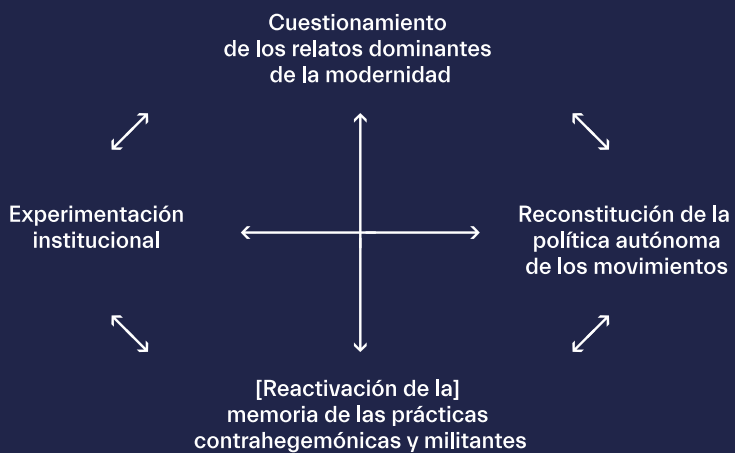 Cuestionamiento
de los relatos dominantes
de la modernidad
Experimentación
institucional
Reconstitución de la
política autónoma
de los movimientos
[Reactivación de la]
memoria de las prácticas
contrahegemónicas y militantes